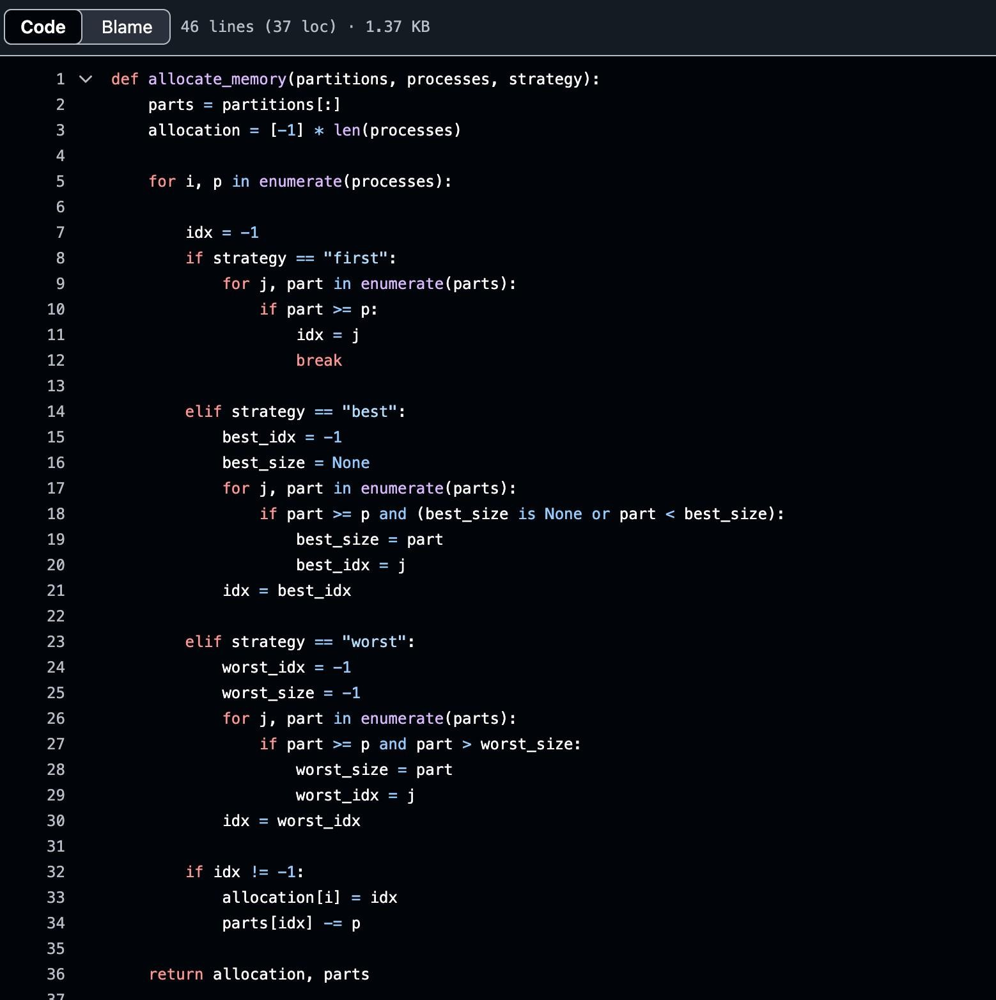 Code Blame 46 lines (37 loc) · 1.37 KB
1 def allocate_memory(partitions, processes, strategy):
2     parts = partitions[:]
3     allocation = [-1] * len(processes)
4
5     for i, p in enumerate(processes):
6
7         idx = -1
8         if strategy == "first":
9             for j, part in enumerate(parts):
10                 if part >= p:
11                     idx = j
12                     break
13
14         elif strategy == "best":
15             best_idx = -1
16             best_size = None
17             for j, part in enumerate(parts):
18                 if part >= p and (best_size is None or part < best_size):
19                     best_size = part
20                     best_idx = j
21             idx = best_idx
22
23         elif strategy == "worst":
24             worst_idx = -1
25             worst_size = -1
26             for j, part in enumerate(parts):
27                 if part >= p and part > worst_size:
28                     worst_size = part
29                     worst_idx = j
30             idx = worst_idx
31
32         if idx != -1:
33             allocation[i] = idx
34             parts[idx] -= p
35
36     return allocation, parts
37